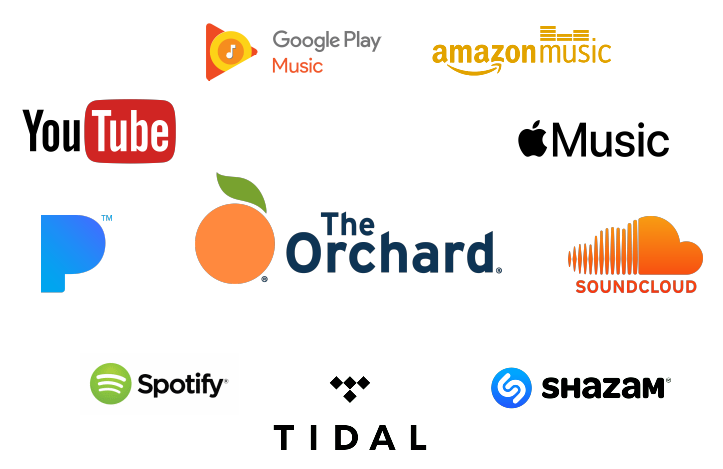 Google Play
Music
amazonmusic
YouTube
Music
TM
The
Orchard®
®
SOUNDCLOUD
Spotify®
SHAZAM®
TIDAL